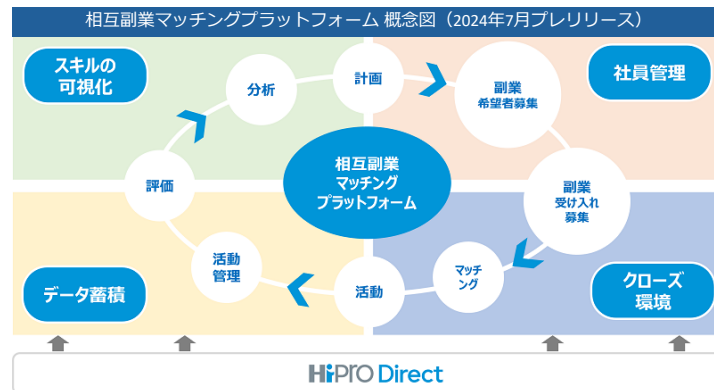 相互副業マッチングプラットフォーム 概念図（2024年7月プレリリース）
スキルの
可視化
分析
計画
副業
希望者募集
社員管理
評価
相互副業
マッチング
プラットフォーム
副業
受け入れ
募集
活動
管理
データ蓄積
活動
マッチ
ング
クローズ
環境
HiPRO Direct